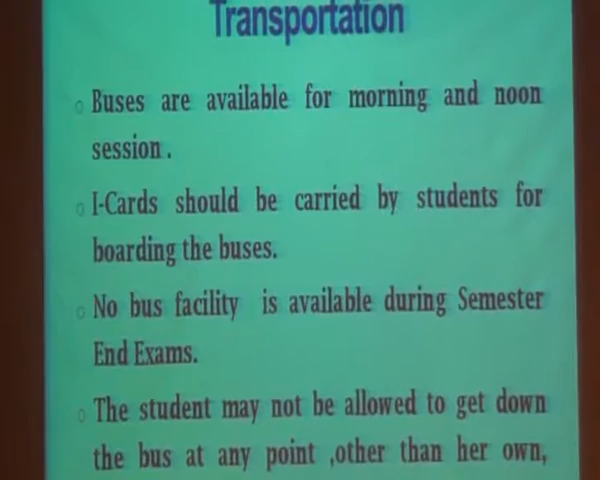 Transportation
Buses are available for morning and noon
session .
I-Cards should be carried by students for
boarding the buses.
No bus facility is available during Semester
End Exams.
The student may not be allowed to get down
the bus at any point ,other than her own,